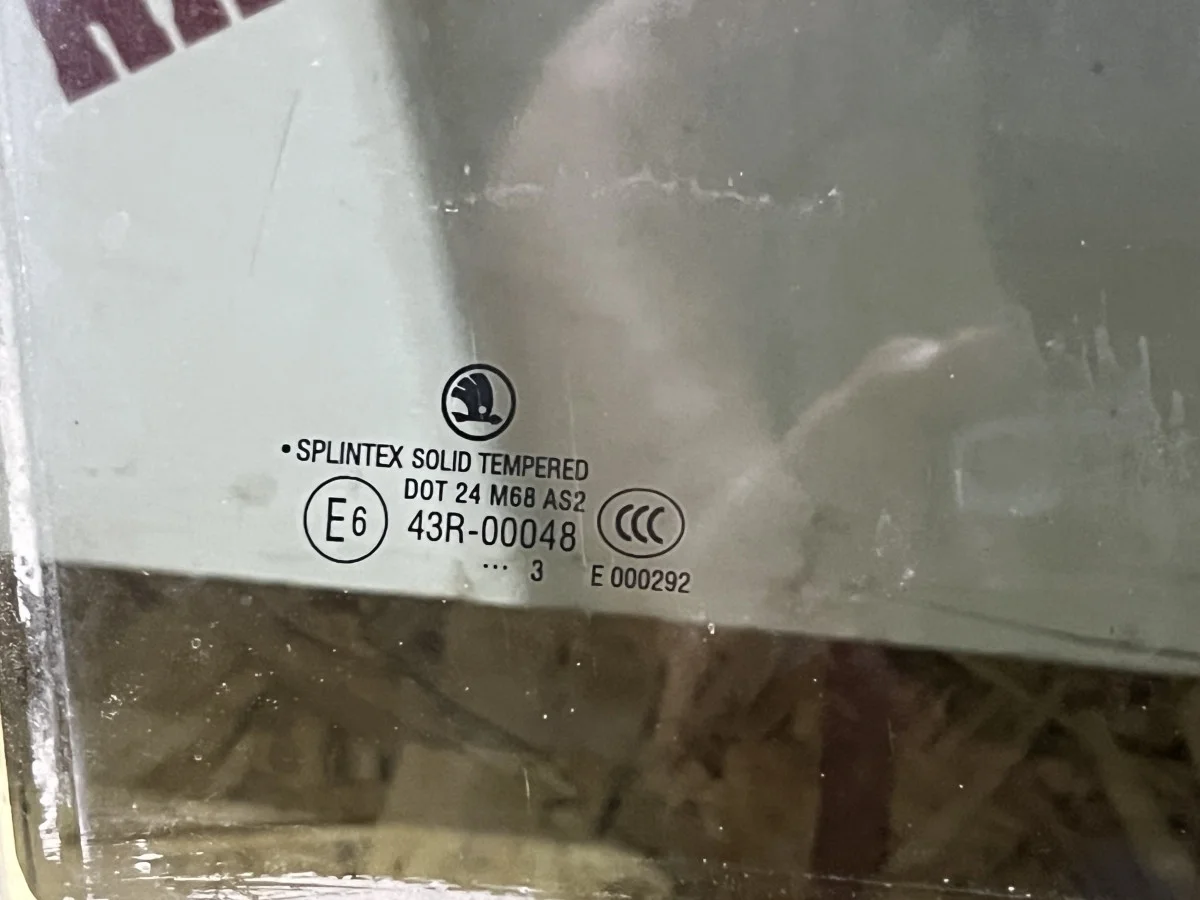 • SPLINTEX SOLID TEMPERED
DOT 24 M68 AS2
E6 43R-00048 CCC
··· 3 E 000292